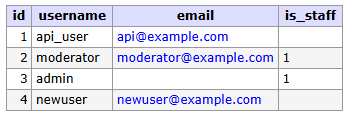 id username email is_staff
1 api_user api@example.com
2 moderator moderator@example.com 1
3 admin 1
4 newuser newuser@example.com